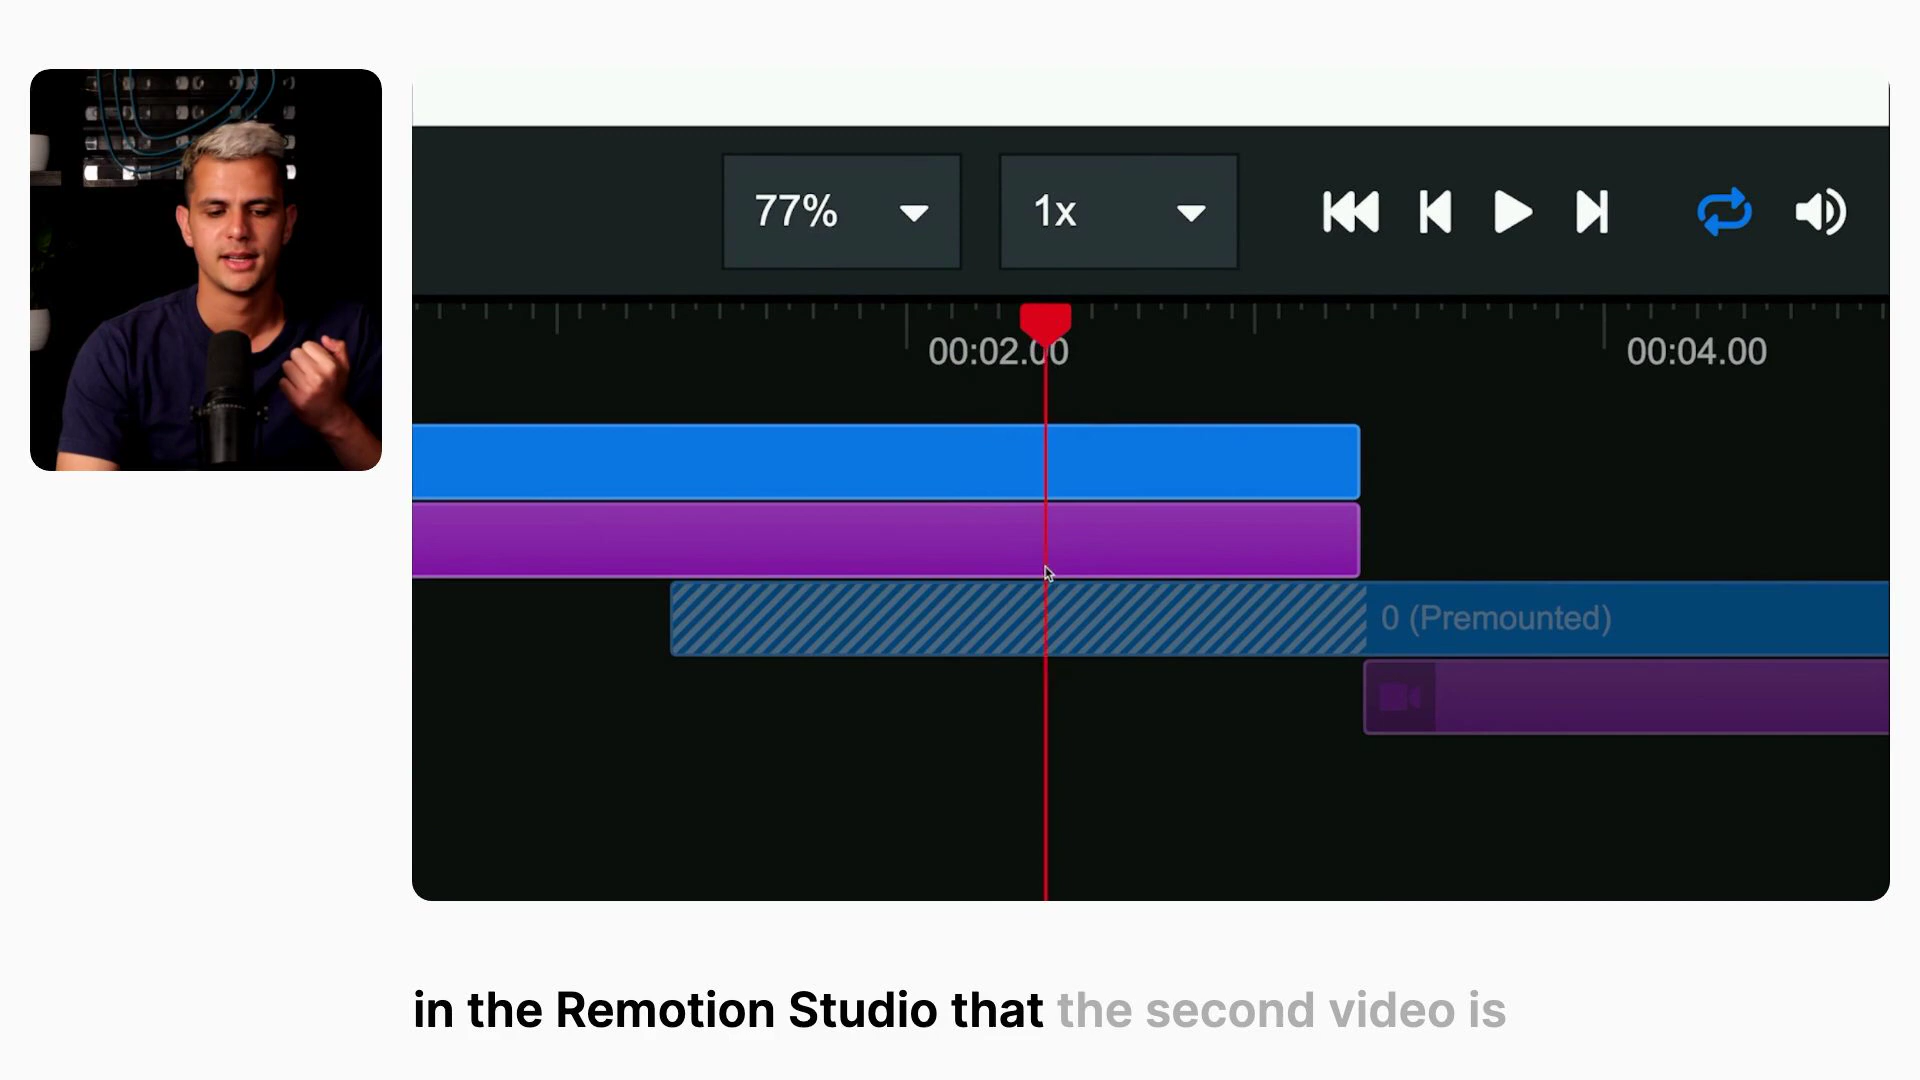 77%
1x
00:02.00
00:04.00
0 (Premounted)
in the Remotion Studio that the second video is